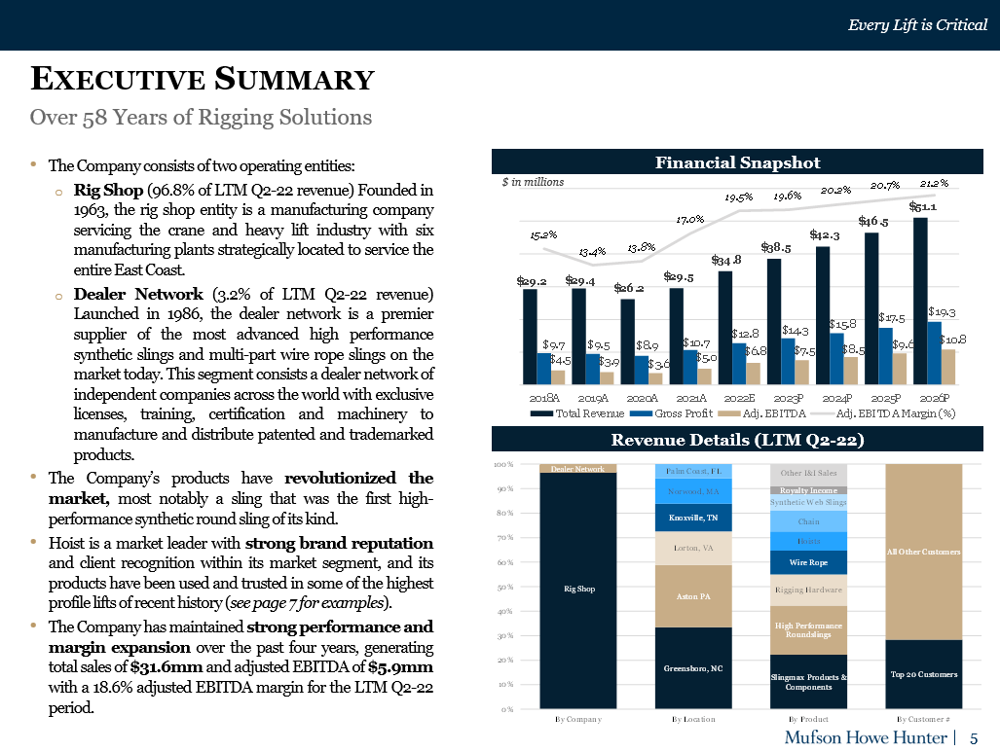 Every Lift is Critical
EXECUTIVE SUMMARY
Over 58 Years of Rigging Solutions
• The Company consists of two operating entities:
o Rig Shop (96.8% of LTM Q2-22 revenue) Founded in
1963, the rig shop entity is a manufacturing company
servicing the crane and heavy lift industry with six
manufacturing plants strategically located to service the
entire East Coast.
o Dealer Network (3.2% of LTM Q2-22 revenue)
Launched in 1986, the dealer network is a premier
supplier of the most advanced high performance
synthetic slings and multi-part wire rope slings on the
market today. This segment consists a dealer network of
independent companies across the world with exclusive
licenses, training, certification and machinery to
manufacture and distribute patented and trademarked
products.
• The Company's products have revolutionized the
market, most notably a sling that was the first high-
performance synthetic round sling of its kind.
• Hoist is a market leader with strong brand reputation
and client recognition within its market segment, and its
products have been used and trusted in some of the highest
profile lifts of recent history (see page 7 for examples).
• The Company has maintained strong performance and
margin expansion over the past four years, generating
total sales of $31.6mm and adjusted EBITDA of $5.9mm
with a 18.6% adjusted EBITDA margin for the LTM Q2-22
period.
Financial Snapshot
$ in millions
15.2% 13.4% 13.8% 17.0% 19.5% 19.6% 20.2% 20.7% 21.2%
$29.2 $29.4 $26.2 $29.5 $34.8 $38.5 $42.3 $46.5 $51.1
$9.7 $9.5 $8.9 $10.7 $12.8 $14.3 $15.8 $17.5 $19.3
$4.5 $3.9 $3.6 $5.0 $6.8 $7.5 $8.5 $9.6 $10.8
2018A 2019A 2020A 2021A 2022E 2023P 2024P 2025P 2026P
Total Revenue Gross Profit Adj. EBITDA Adj. EBITDA Margin (%)
Revenue Details (LTM Q2-22)
100%
90%
80%
70%
60%
50%
40%
30%
20%
10%
0%
Dealer Network
Rig Shop
By Company
Palm Coast, FL
Norwood, MA
Knoxville, TN
Lorton, VA
Aston PA
Greensboro, NC
By Location
Other I&I Sales
Royalty Income
Synthetic Web Slings
Chain
Hoists
Wire Rope
Rigging Hardware
High Performance
Roundslings
Slingmax Products &
Components
By Product
All Other Customers
Top 20 Customers
By Customer #
Mufson Howe Hunter | 5